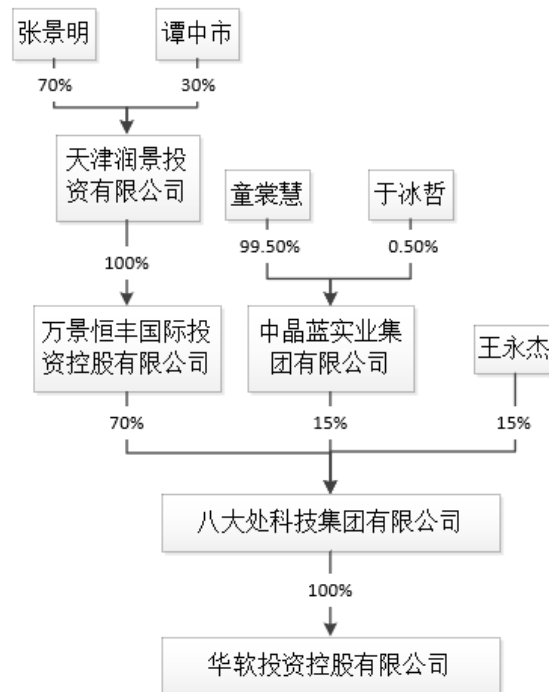 张景明
谭中市
70%
30%
天津润景投
资有限公司
童裳慧
于冰哲
99.50%
0.50%
100%
万景恒丰国际投
资控股有限公司
中晶蓝实业集
团有限公司
王永杰
70%
15%
15%
八大处科技集团有限公司
100%
华软投资控股有限公司